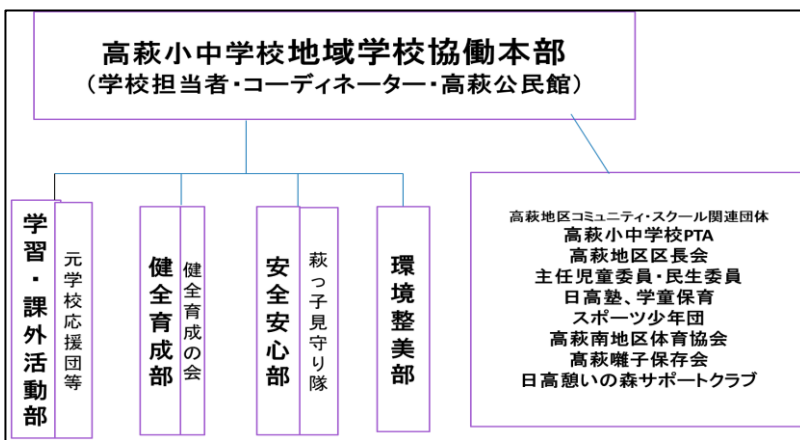 高萩小中学校地域学校協働本部
（学校担当者・コーディネーター・高萩公民館）
学習・課外活動部
元学校応援団等
健全育成部
健全育成の会
安全安心部
萩っ子見守り隊
環境整美部
高萩地区コミュニティ・スクール関連団体
高萩小中学校PTA
高萩地区区長会
主任児童委員・民生委員
日高塾、学童保育
スポーツ少年団
高萩南地区体育協会
髙萩囃子保存会
日高憩いの森サポートクラブ